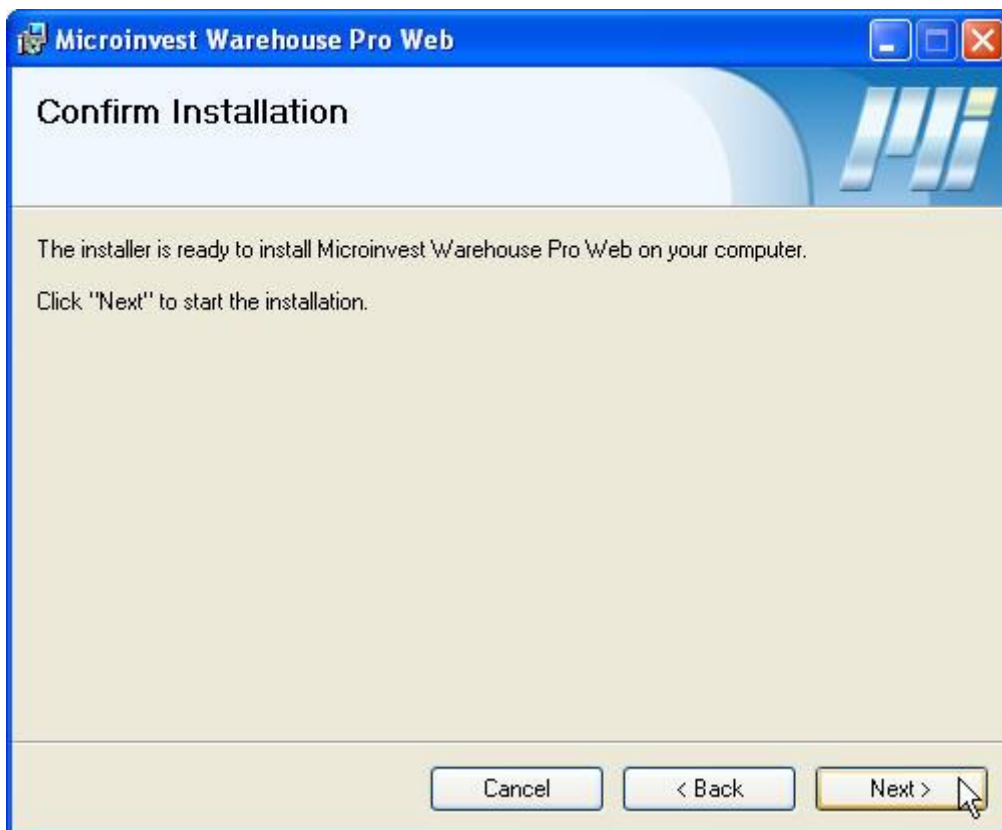 Microinvest Warehouse Pro Web
Confirm Installation
Mi
The installer is ready to install Microinvest Warehouse Pro Web on your computer.
Click "Next" to start the installation.
Cancel
< Back
Next >